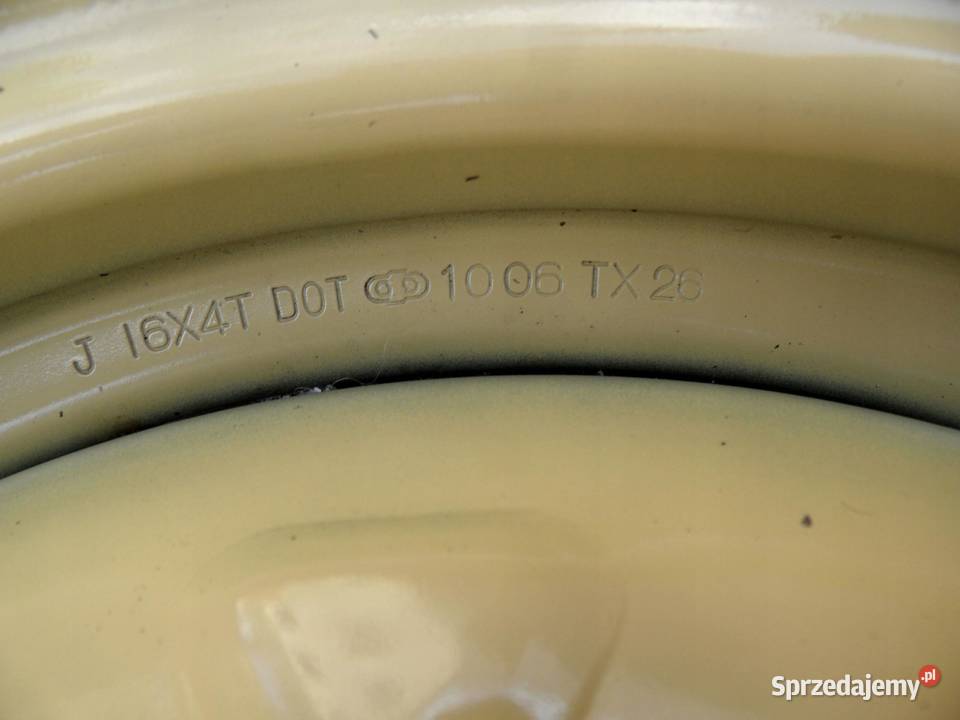 J 16X4T DOT 10 06 TX 26
Sprzedajemy.pl